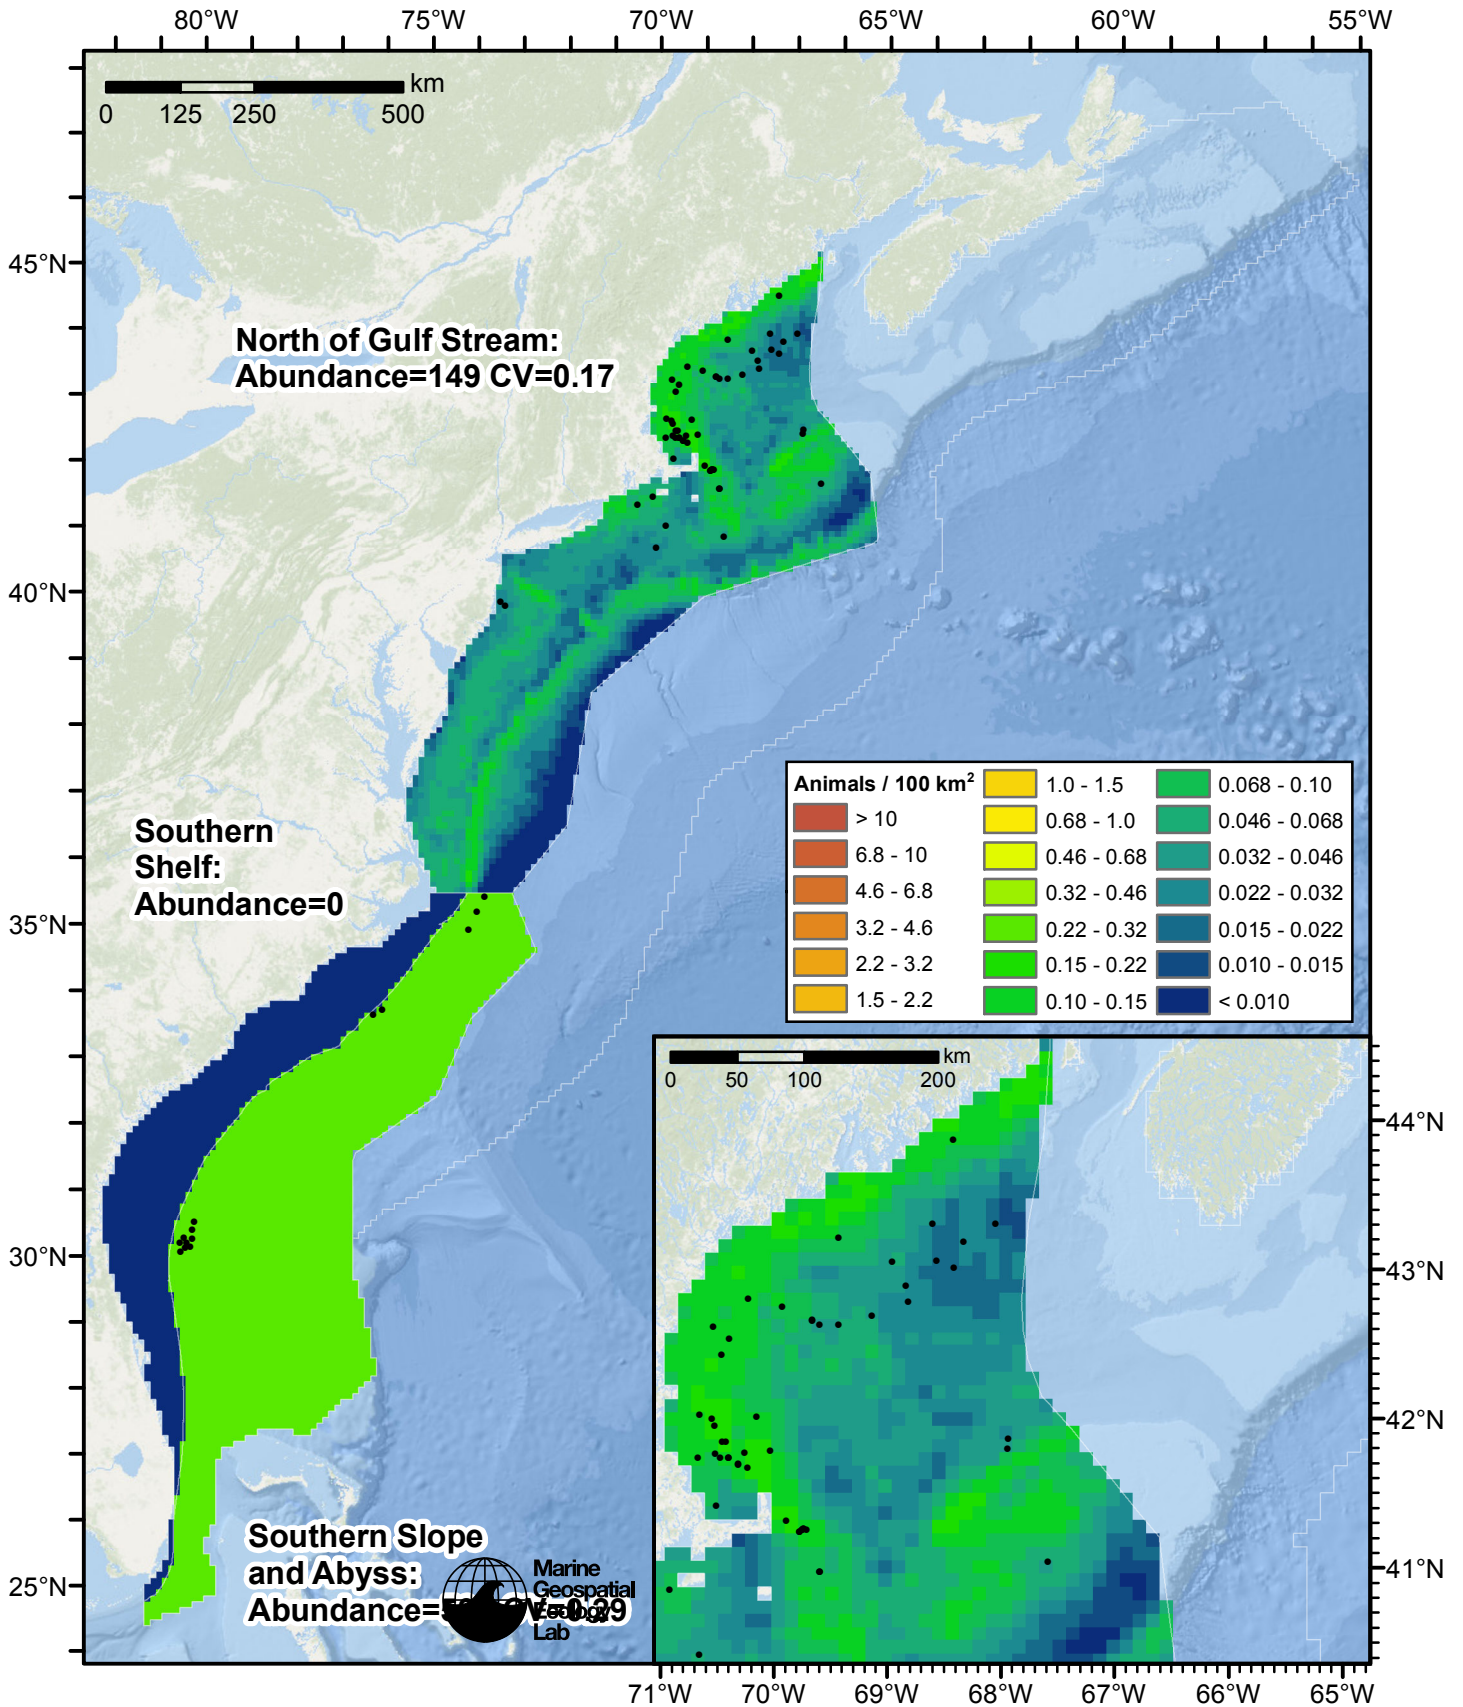 80°W 75°W 70°W 65°W 60°W 55°W
km
0 125 250 500
45°N
40°N
35°N
30°N
25°N
North of Gulf Stream:
Abundance=149 CV=0.17
Southern
Shelf:
Abundance=0
Southern Slope
and Abyss:
Marine
Geospatial
Ecology
Lab
Animals / 100 km²
> 10
6.8 - 10
4.6 - 6.8
3.2 - 4.6
2.2 - 3.2
1.5 - 2.2
1.0 - 1.5
0.68 - 1.0
0.46 - 0.68
0.32 - 0.46
0.22 - 0.32
0.15 - 0.22
0.10 - 0.15
0.068 - 0.10
0.046 - 0.068
0.032 - 0.046
0.022 - 0.032
0.015 - 0.022
0.010 - 0.015
< 0.010
km
0 50 100 200
44°N
43°N
42°N
41°N
71°W 70°W 69°W 68°W 67°W 66°W 65°W